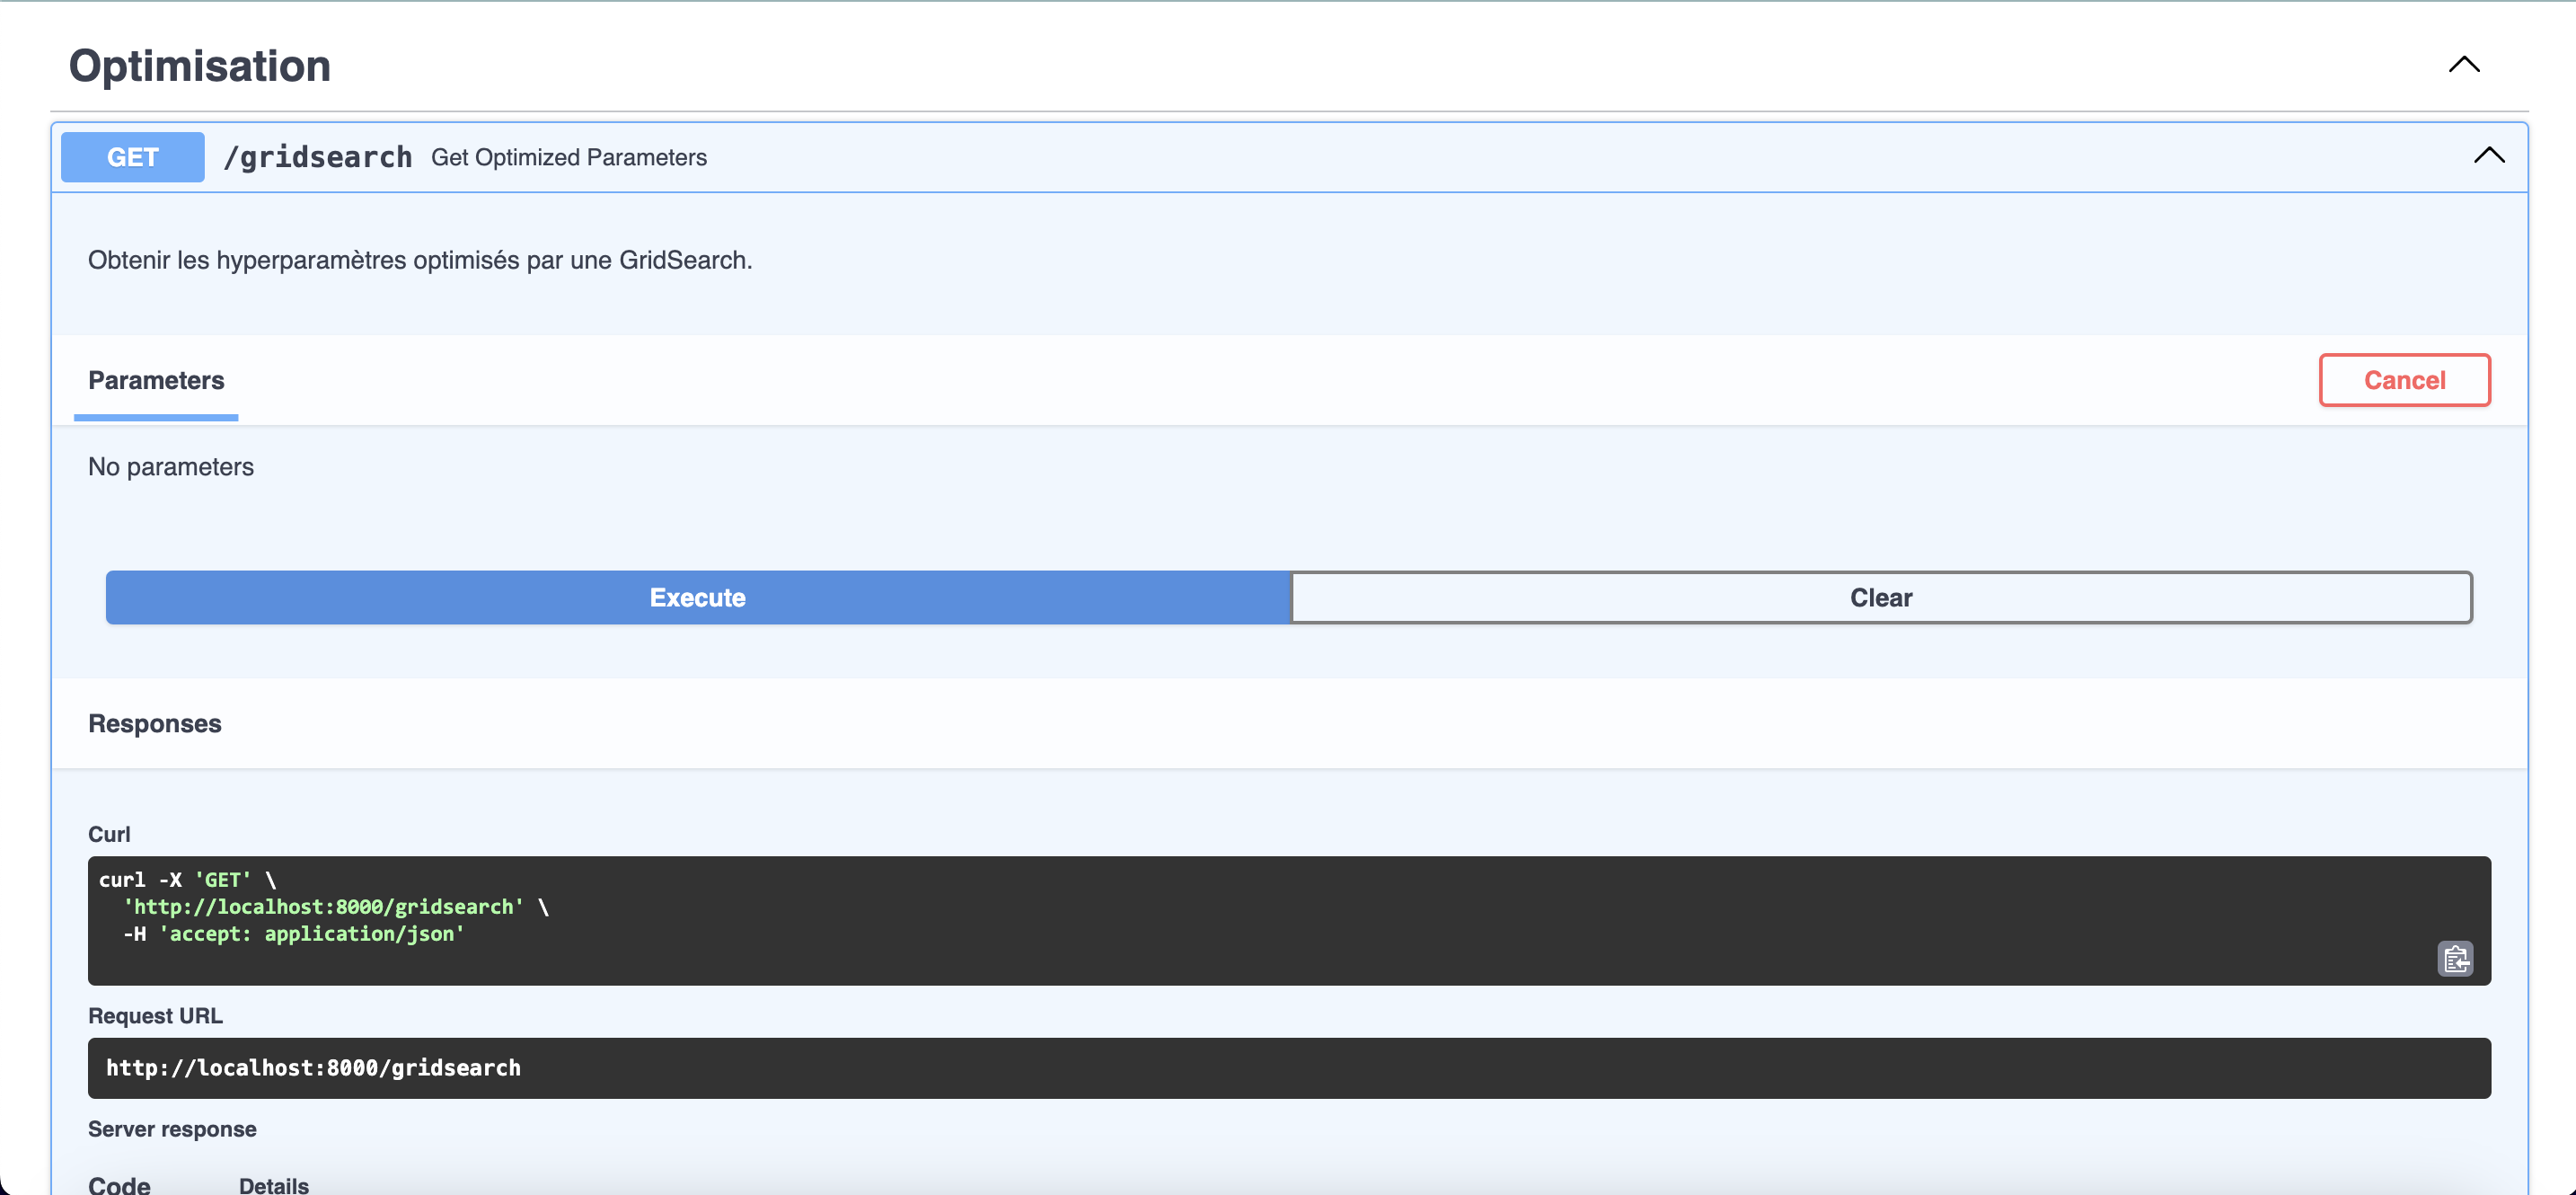 Optimisation
GET /gridsearch Get Optimized Parameters
Obtenir les hyperparamètres optimisés par une GridSearch.
Parameters Cancel
No parameters
Execute Clear
Responses
Curl
curl -X 'GET' \
'http://localhost:8000/gridsearch' \
-H 'accept: application/json'
Request URL
http://localhost:8000/gridsearch
Server response
Code Details